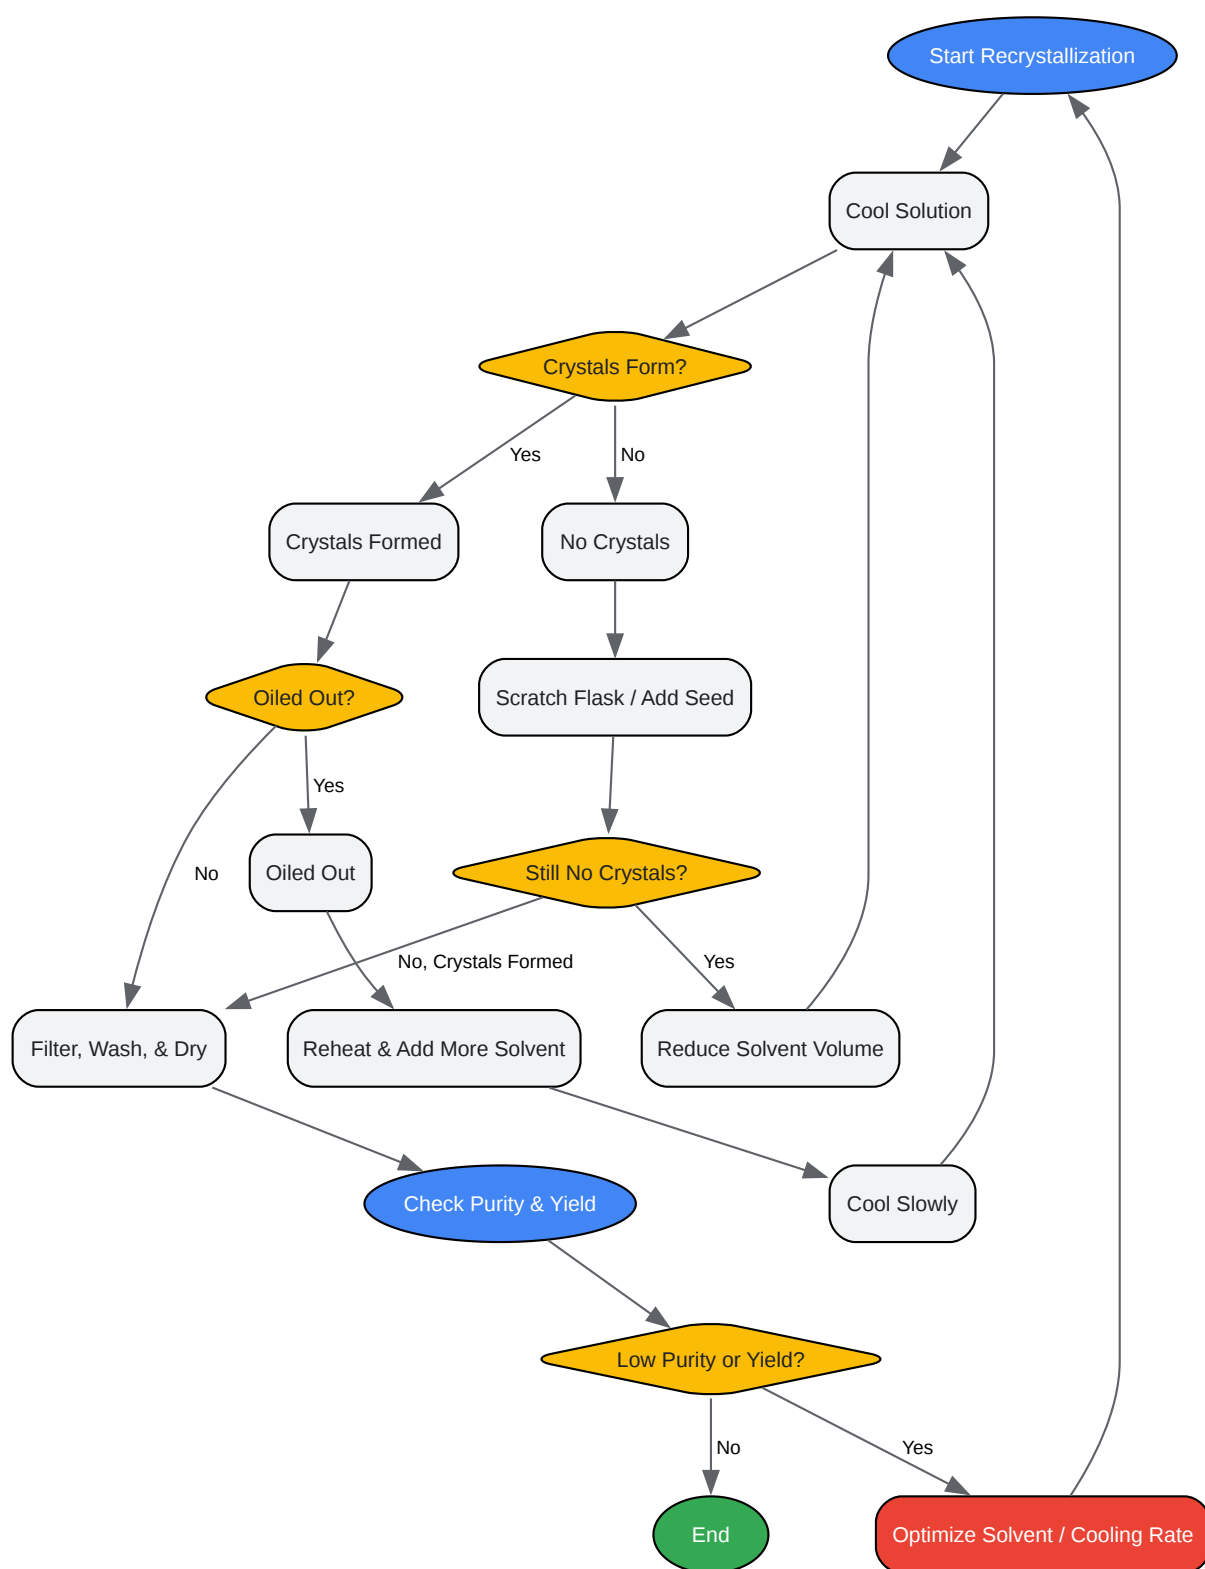 Start Recrystallization
Cool Solution
Crystals Form?
Yes
No
Crystals Formed
No Crystals
Oiled Out?
Scratch Flask / Add Seed
Yes
No
Oiled Out
Still No Crystals?
No, Crystals Formed
Yes
Filter, Wash, & Dry
Reheat & Add More Solvent
Reduce Solvent Volume
Check Purity & Yield
Cool Slowly
Low Purity or Yield?
No
Yes
End
Optimize Solvent / Cooling Rate